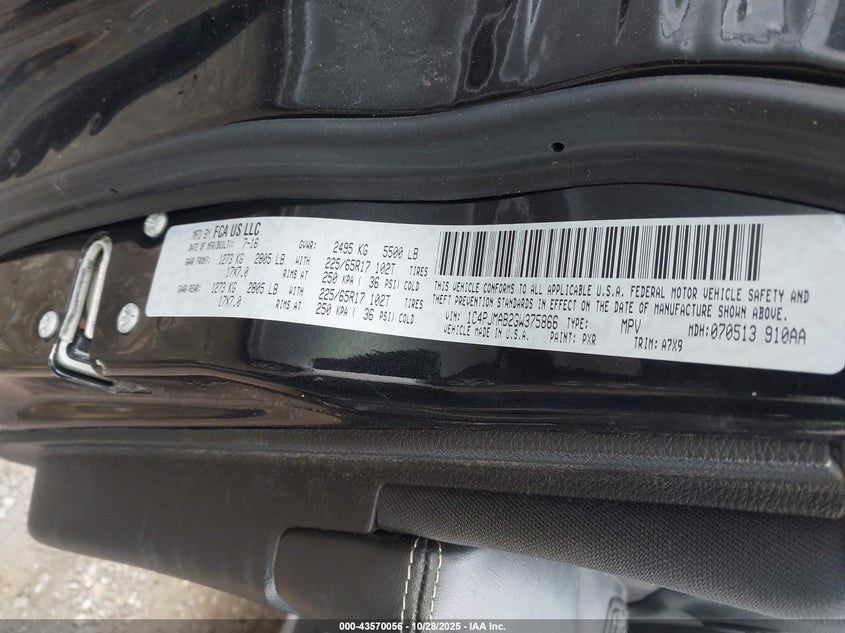 MFD BY FCA US LLC
DATE OF MFR(BUILT): 7-16 GVWR: 2495 KG 5500 LB
GAWR FRONT: 1273 KG 2805 LB WITH 225/65R17 102T TIRES
17X7.0 RIMS AT 250 KPA ( 36 PSI) COLD
GAWR REAR: 1273 KG 2805 LB WITH 225/65R17 102T TIRES
17X7.0 RIMS AT 250 KPA ( 36 PSI) COLD
THIS VEHICLE CONFORMS TO ALL APPLICABLE U.S.A. FEDERAL MOTOR VEHICLE SAFETY AND
THEFT PREVENTION STANDARDS IN EFFECT ON THE DATE OF MANUFACTURE SHOWN ABOVE.
VIN: 1C4PJMAB2GW375866 TYPE: MPV MDH:070513 910AA
VEHICLE MADE IN U.S.A. PAINT: PXR TRIM: A7X9
000-43570056 - 10/28/2025 - IAA Inc.